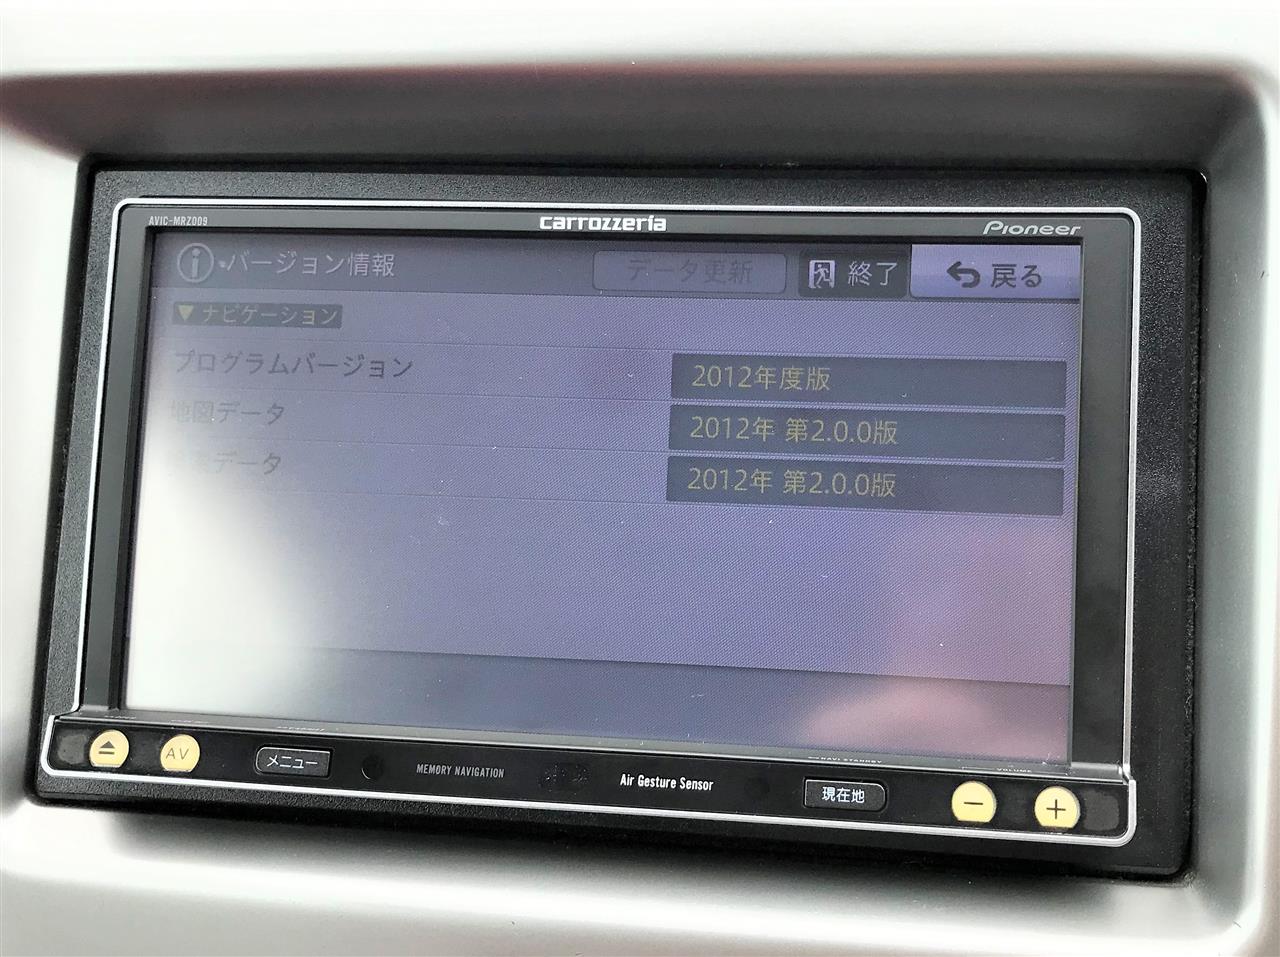 AVIC-MRZ009
carrozzeria
Pioneer
バージョン情報
データ更新
終了
戻る
▼ナビゲーション
プログラムバージョン
2012年度版
地図データ
2012年 第2.0.0版
データ
2012年 第2.0.0版
AV
メニュー
MEMORY NAVIGATION
Air Gesture Sensor
現在地
VOLUME
−
+